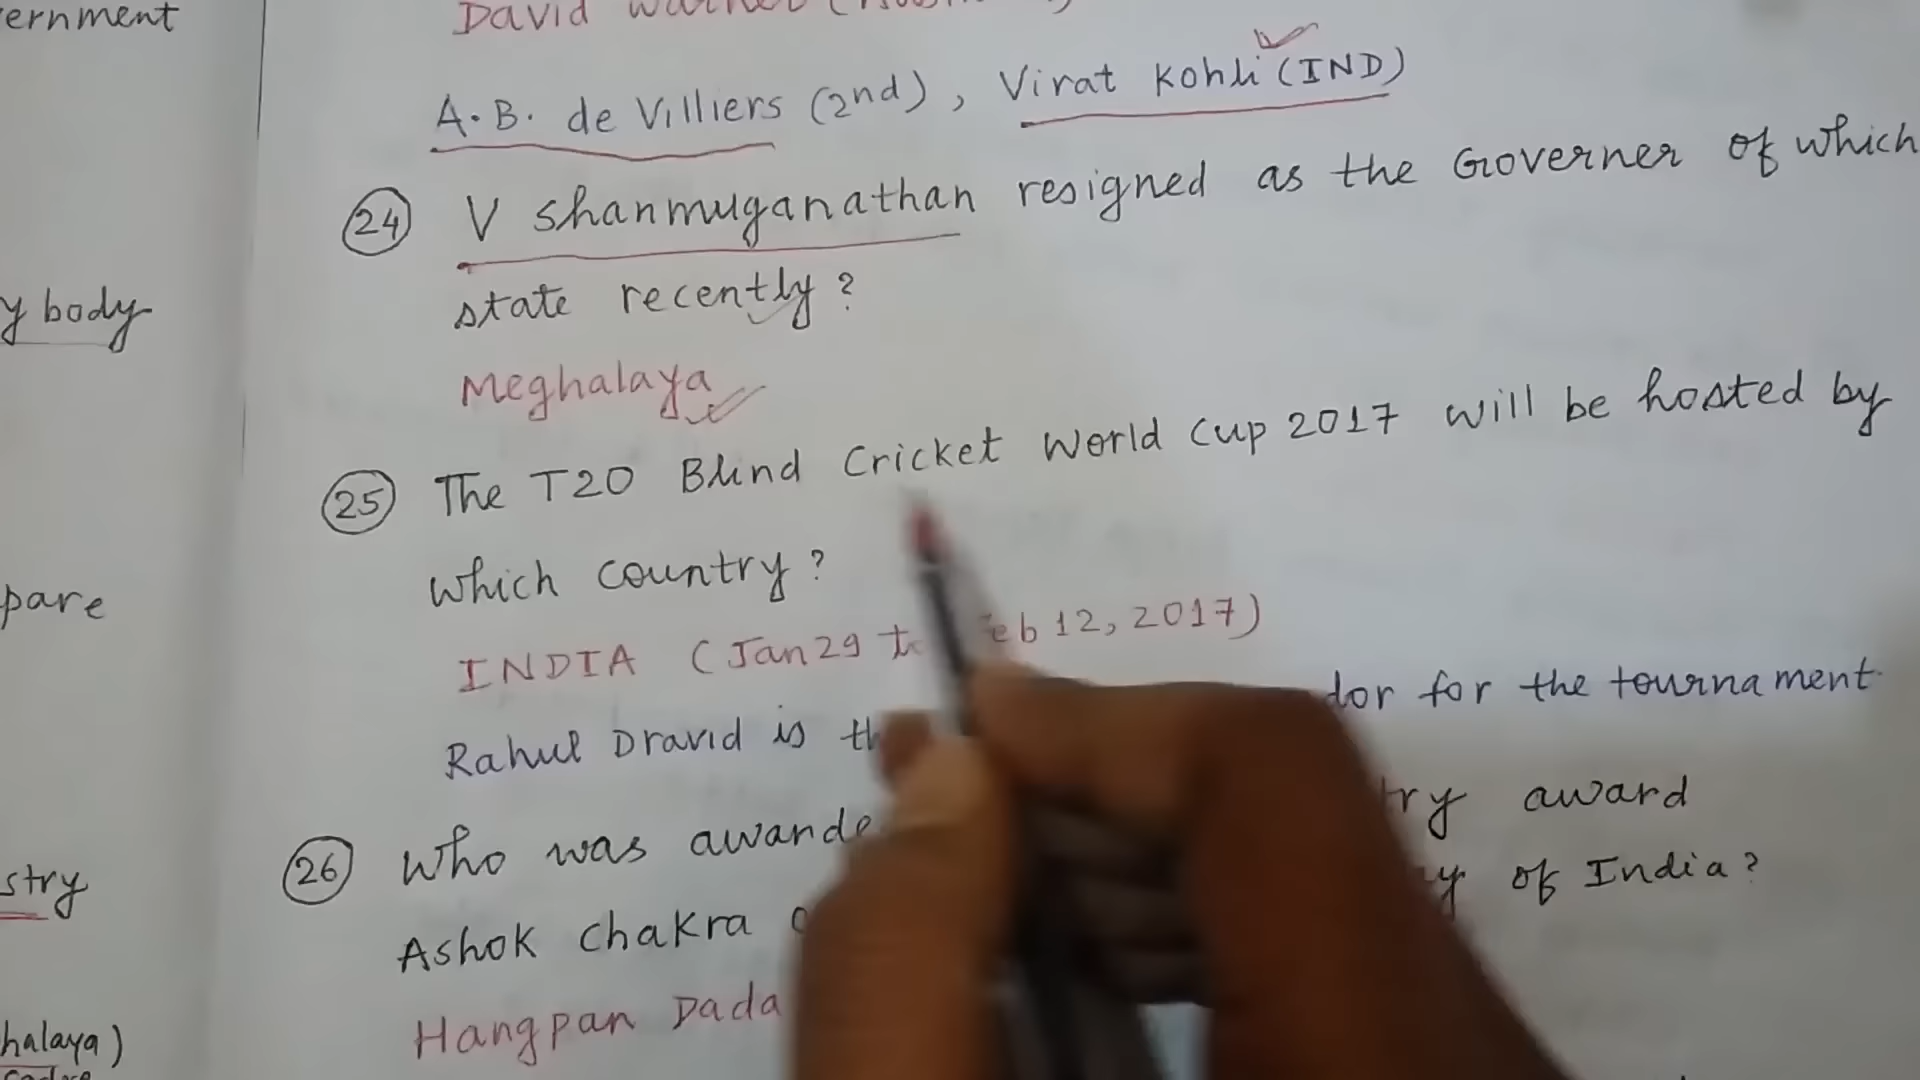 ernment
y body
pare
stry
halaya)
David
A.B. de Villiers (2nd), Virat Kohli (IND)
24 V Shanmuganathan resigned as the Governer of which
state recently?
Meghalaya
25 The T20 Blind Cricket World Cup 2017 will be hosted by
which country?
INDIA (Jan 29 t eb 12, 2017)
Rahul Dravid is th dor for the tournament
26 Who was awarde try award
Ashok Chakra y of India?
Hangpan Dada